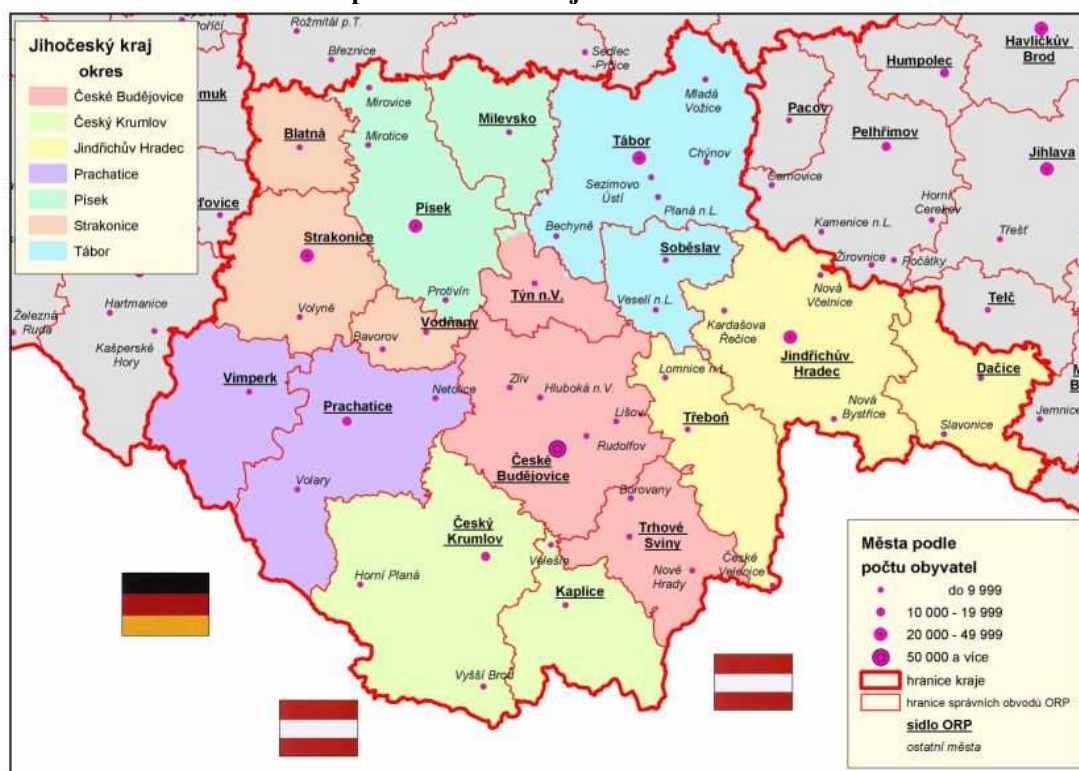 Jihočeský kraj
okres
České Budějovice
Český Krumlov
Jindřichův Hradec
Prachatice
Písek
Strakonice
Tábor
Rožmitál p.T.
Březnice
Sedlec
-Prčice
Humpolec
Havlíčkův
Brod
Mirovice
Mirotice
Milevsko
Mladá
Vožice
Pacov
Pelhřimov
Blatná
Tábor
Chýnov
Jihlava
Sezimovo
Ústí
Planá n.L.
Černovice
Horní
Cerekev
Písek
Bechyně
Kamenice n.L.
Třešť
Strakonice
Soběslav
Žirovnice
Počátky
Železná
Ruda
Hartmanice
Kašperské
Hory
Volyně
Protivín
Týn n.V.
Veselí n.L.
Nová
Včelnice
Telč
Vodňany
Bavorov
Kardašova
Řečice
Jindřichův
Hradec
Vimperk
Prachatice
Netolice
Zliv
Hluboká n.V.
Lomnice n.L.
Dačice
Lišov
Rudolfov
Třeboň
Nová
Bystřice
Slavonice
Jemnice
České
Budějovice
Volary
Borovany
Trhové
Sviny
Český
Krumlov
Velešín
Horní Planá
Nové
Hrady
České
Velenice
Kaplice
Vyšší Brod
Města podle
počtu obyvatel
do 9 999
10 000 - 19 999
20 000 - 49 999
50 000 a více
hranice kraje
hranice správních obvodů ORP
sídlo ORP
ostatní města